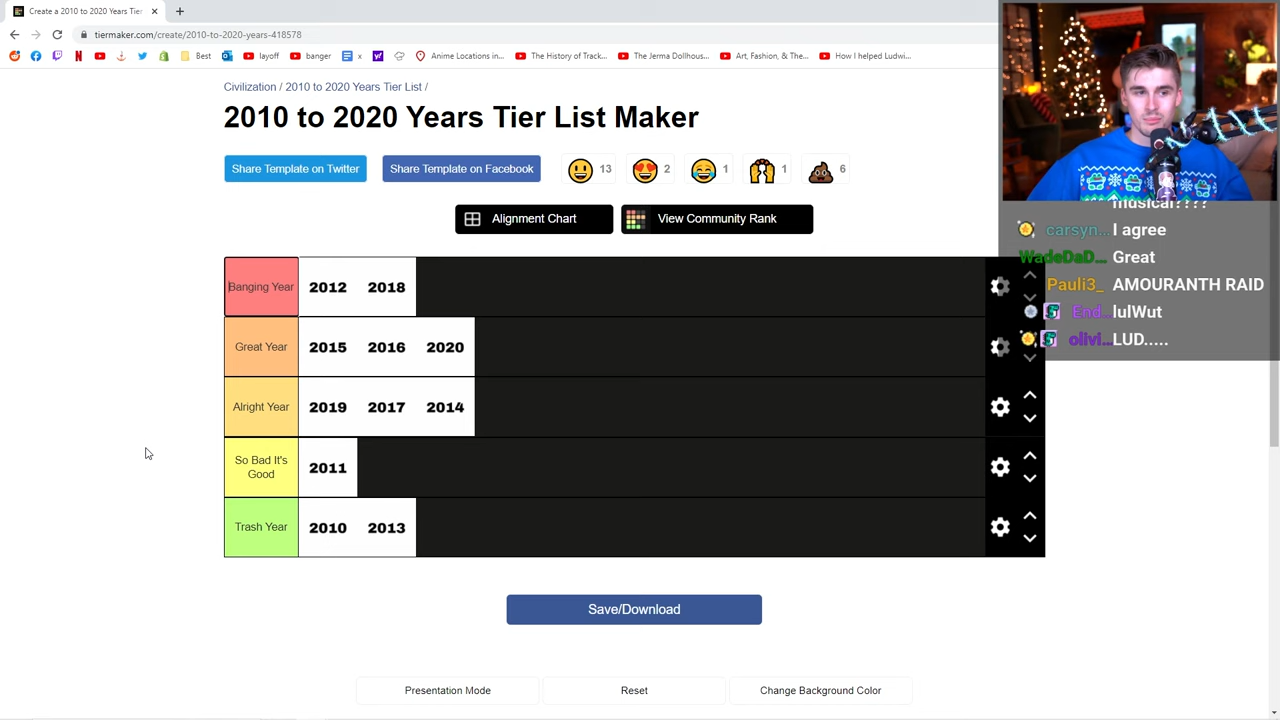 Create a 2010 to 2020 Years Tier
tiermaker.com/create/2010-to-2020-years-418578
Best
layoff
banger
x
Anime Locations in...
The History of Track...
The Jerma Dollhous...
Art, Fashion, & The...
How I helped Ludwi...
Civilization / 2010 to 2020 Years Tier List /
2010 to 2020 Years Tier List Maker
Share Template on Twitter
Share Template on Facebook
13
2
1
1
6
Alignment Chart
View Community Rank
musical????
carsyn... I agree
WadeDaD... Great
Pauli3_ AMOURANTH RAID
End... lulWut
olivi... LUD.....
Banging Year 2012 2018
Great Year 2015 2016 2020
Alright Year 2019 2017 2014
So Bad It's
Good
2011
Trash Year 2010 2013
Save/Download
Presentation Mode
Reset
Change Background Color